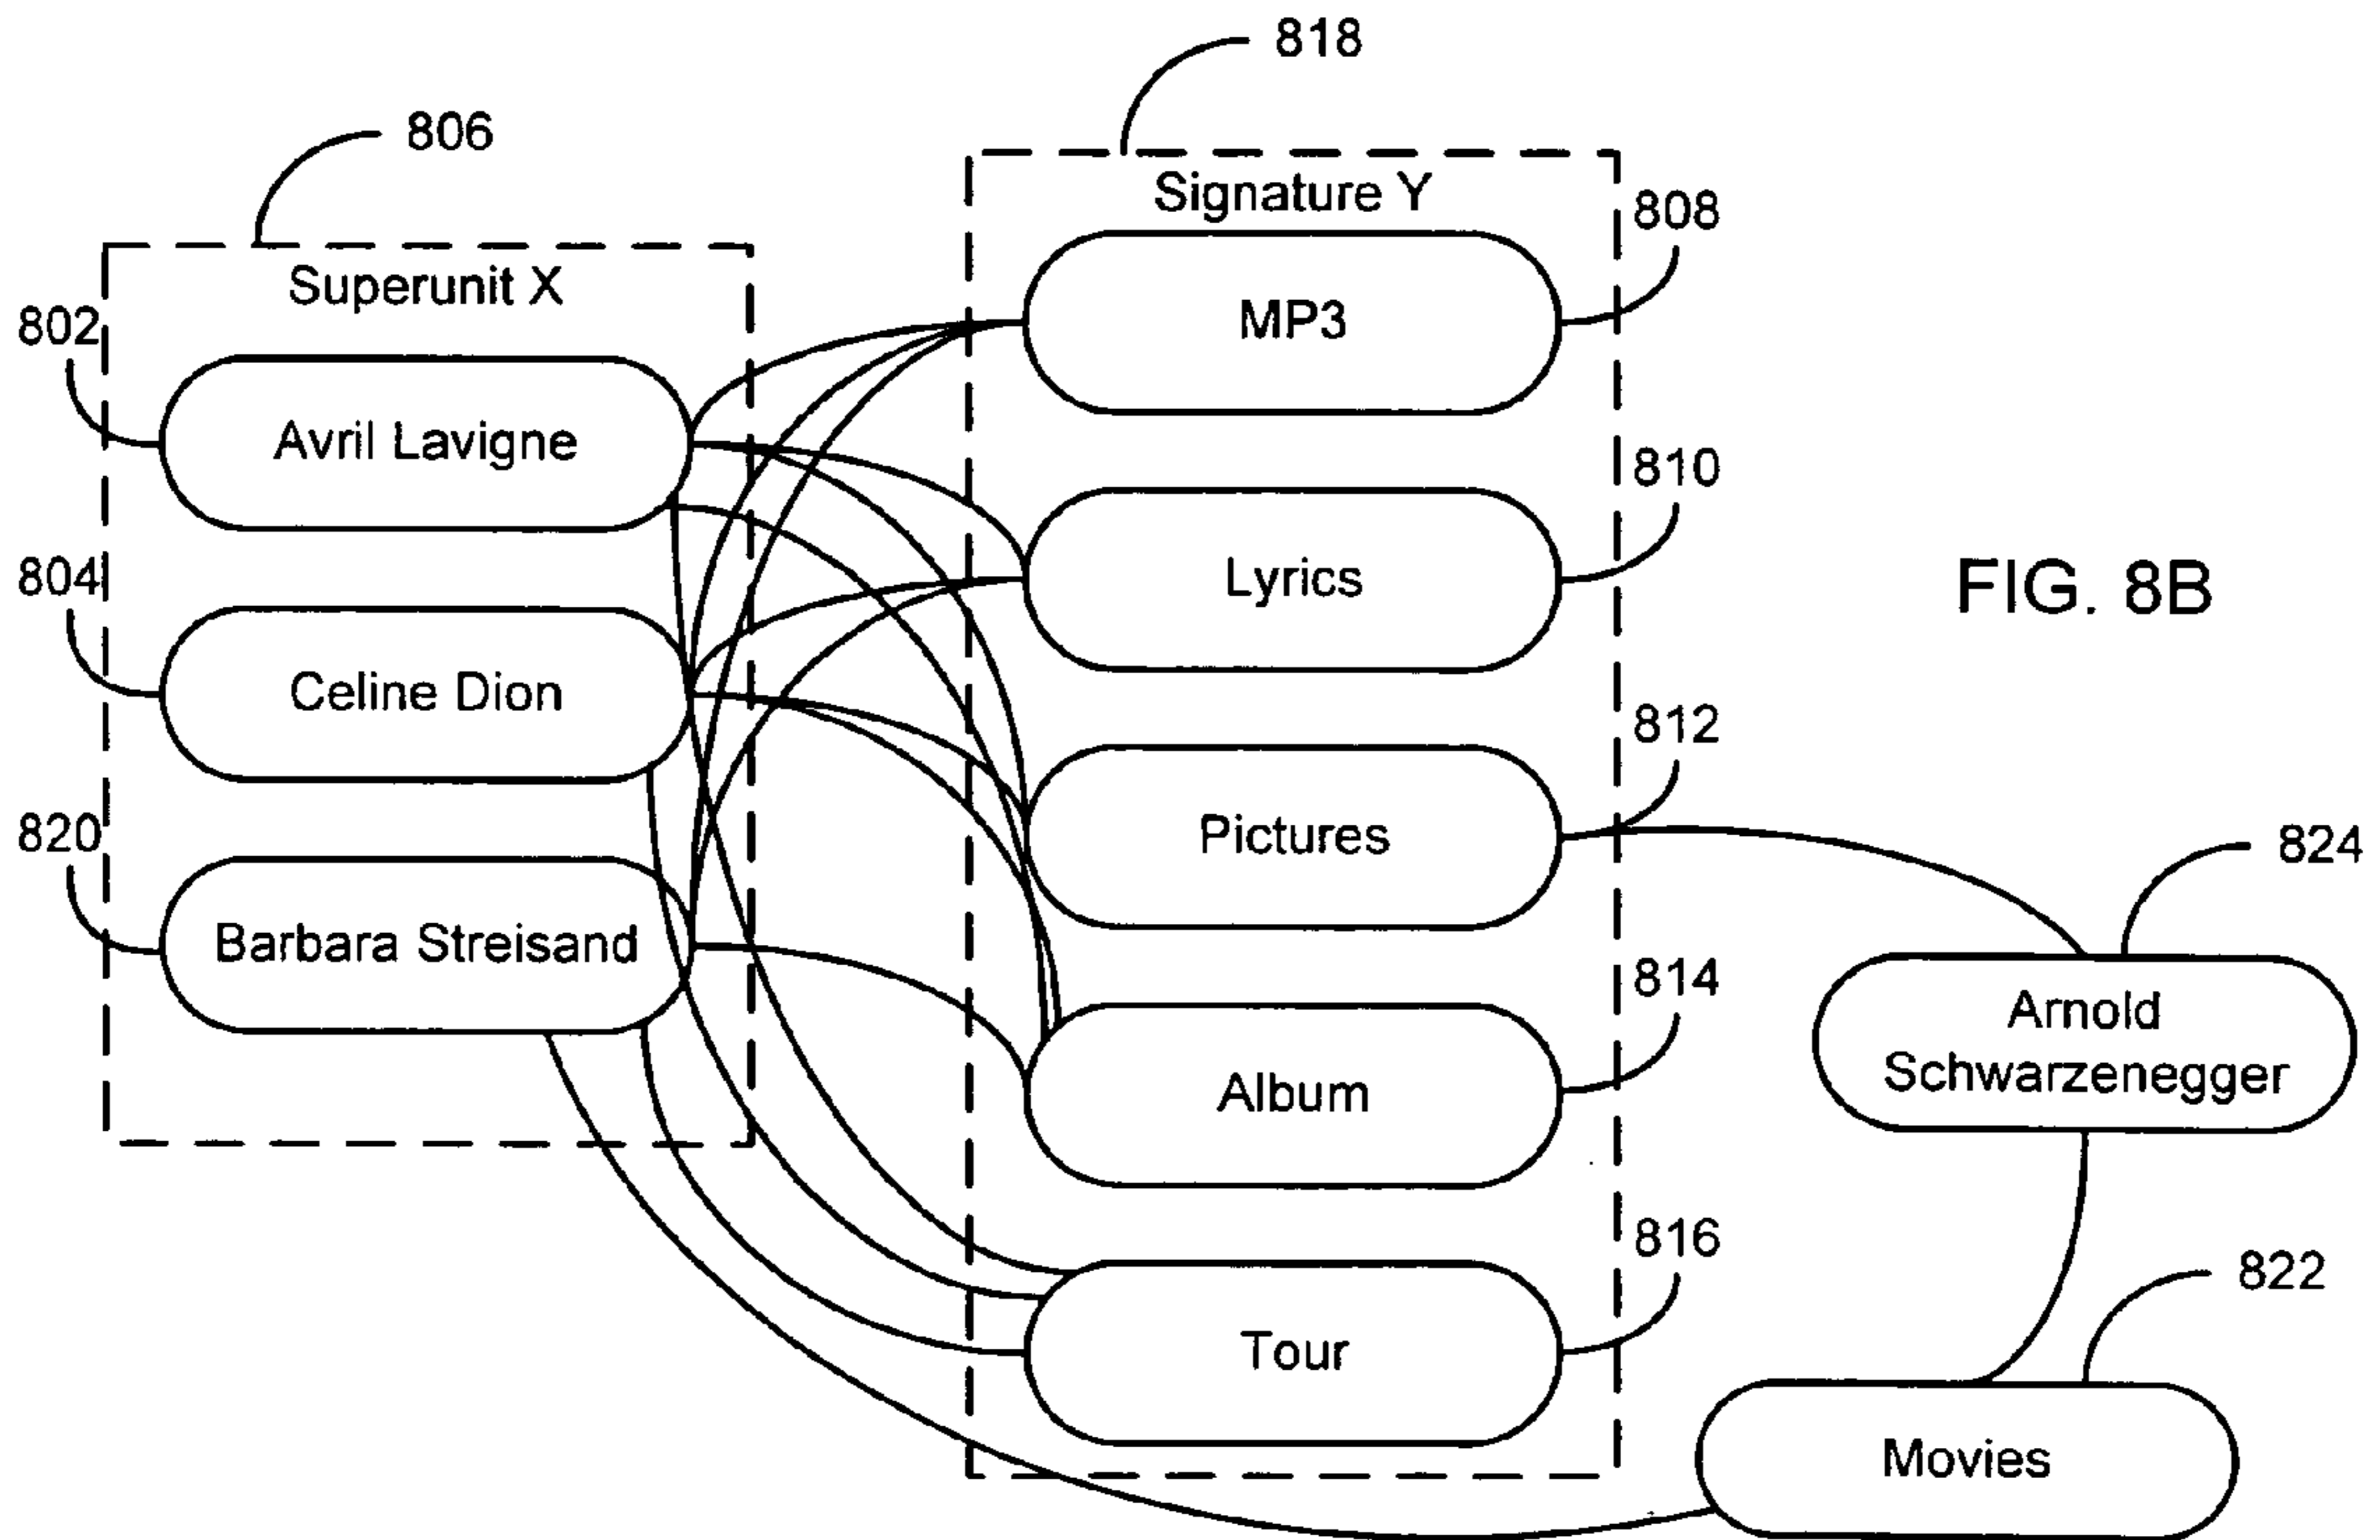 818
806
Signature Y
808
Superunit X
802
MP3
Avril Lavigne
810
804
Lyrics
FIG. 8B
Celine Dion
812
820
Pictures
824
Barbara Streisand
814
Arnold
Schwarzenegger
Album
816
822
Tour
Movies